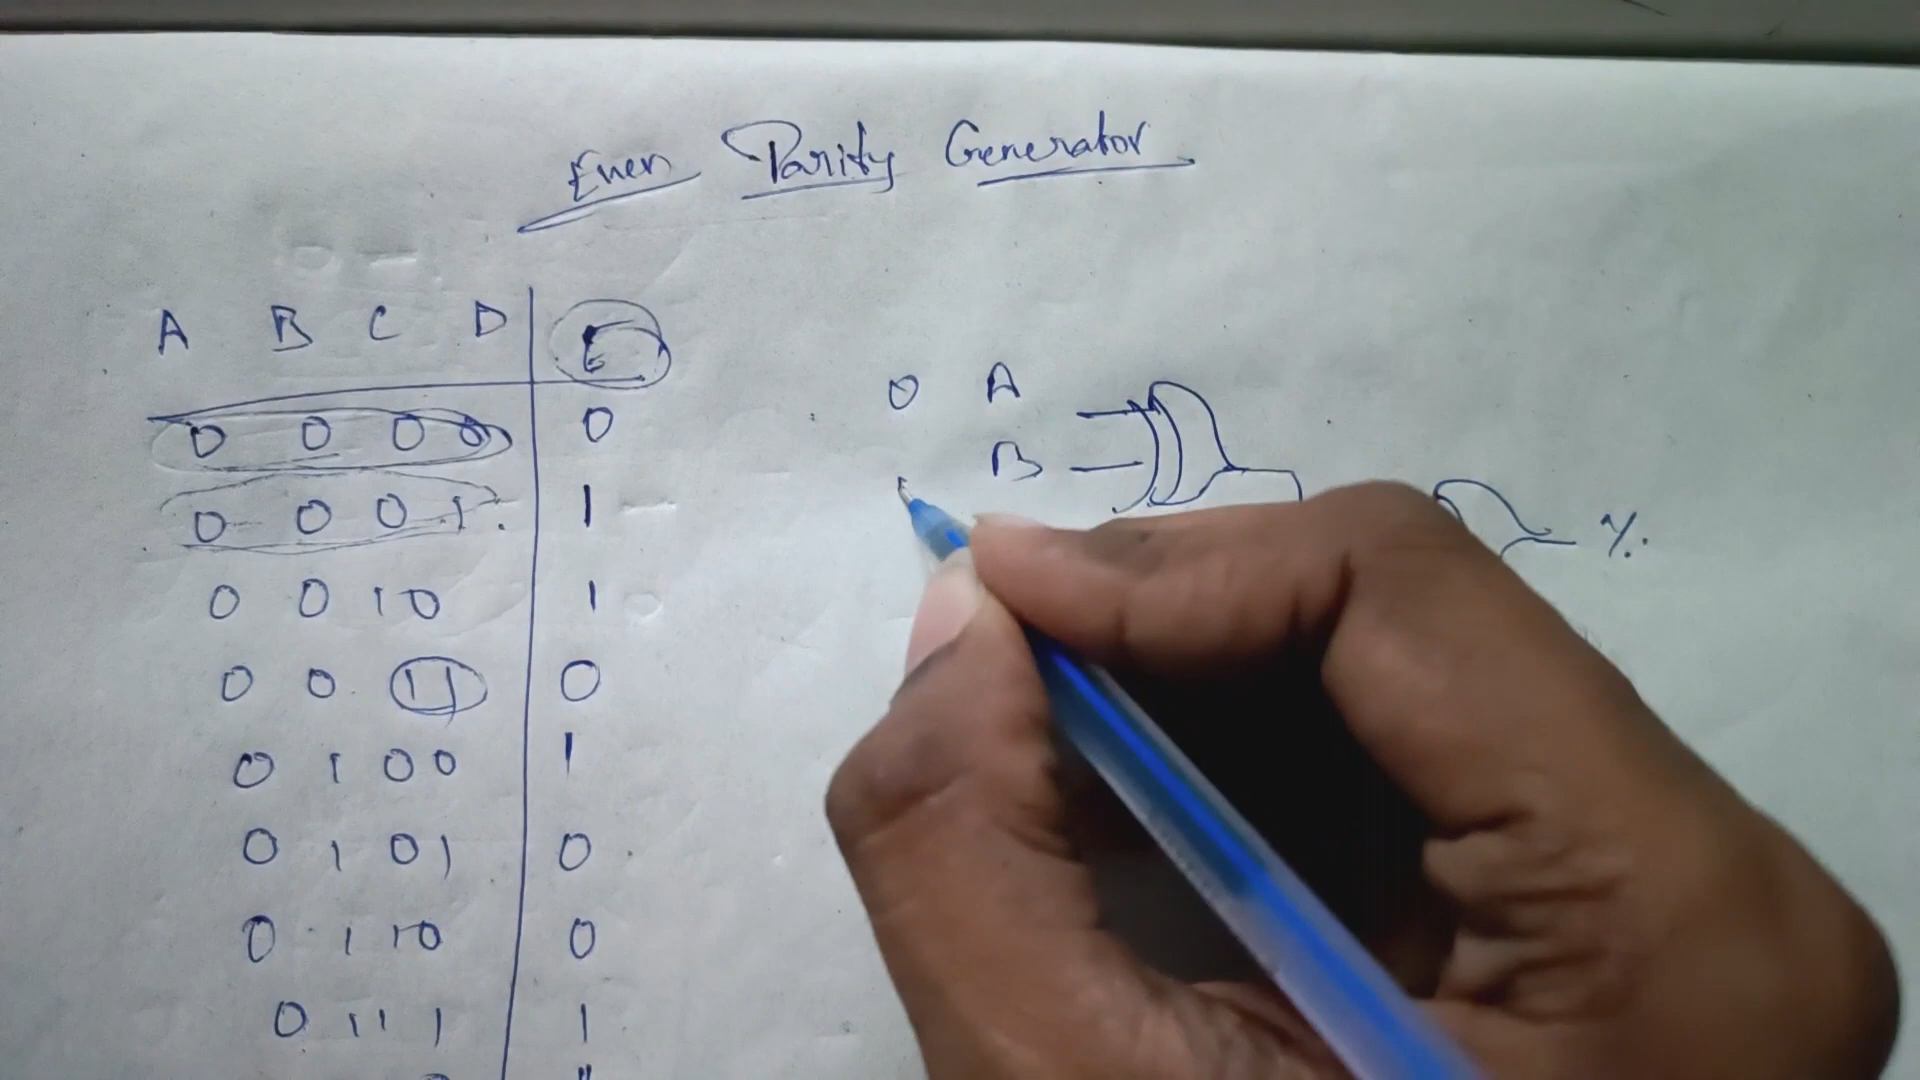 Even Parity Generator
A B C D E
0 0 0 0 0
0 0 0 1 1
0 0 1 0 1
0 0 1 1 0
0 1 0 0 1
0 1 0 1 0
0 1 1 0 0
0 1 1 1 1
0 A
B